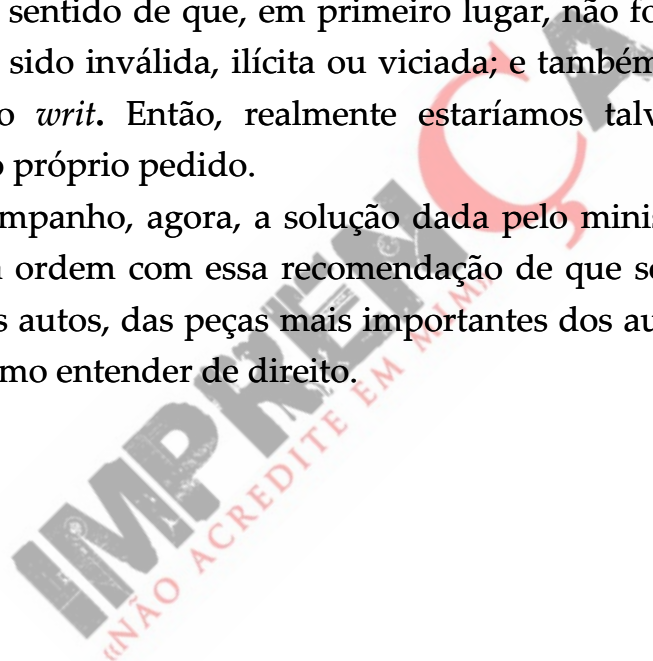 sentido de que, em primeiro lugar, não fo
sido inválida, ilícita ou viciada; e também
o writ. Então, realmente estaríamos talv
o próprio pedido.
mpanho, agora, a solução dada pelo minis
ordem com essa recomendação de que se
s autos, das peças mais importantes dos au
mo entender de direito.
IMPRENÇA
«NÃO ACREDITE EM MIM»